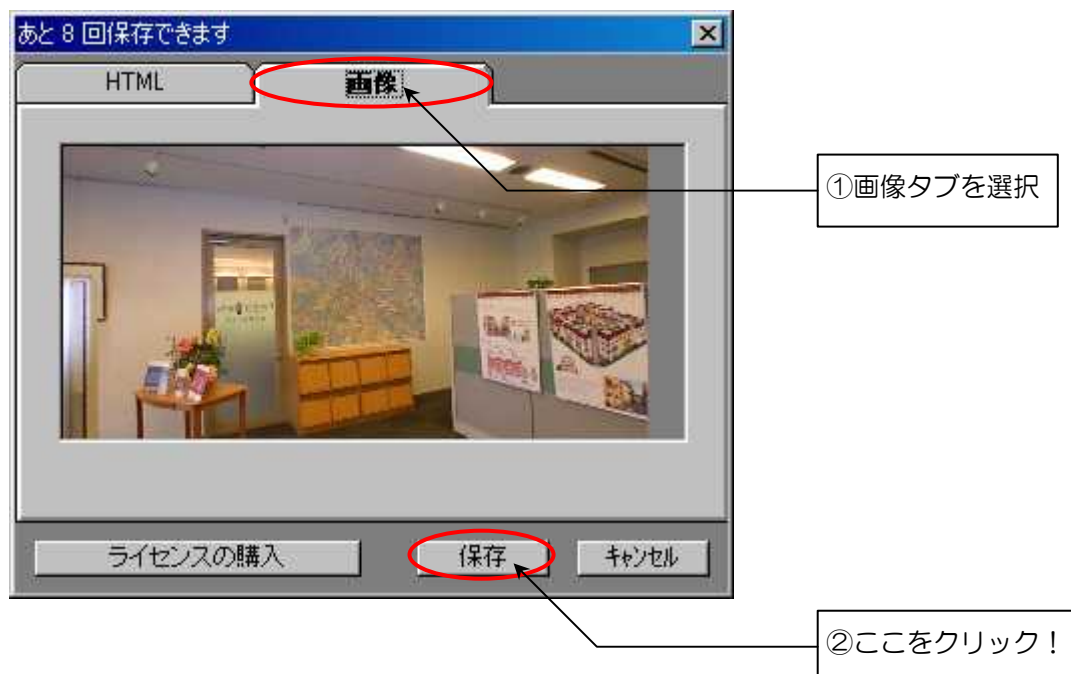 あと 8 回保存できます
HTML
画像
①画像タブを選択
ライセンスの購入
保存
ｷｬﾝｾﾙ
②ここをクリック！